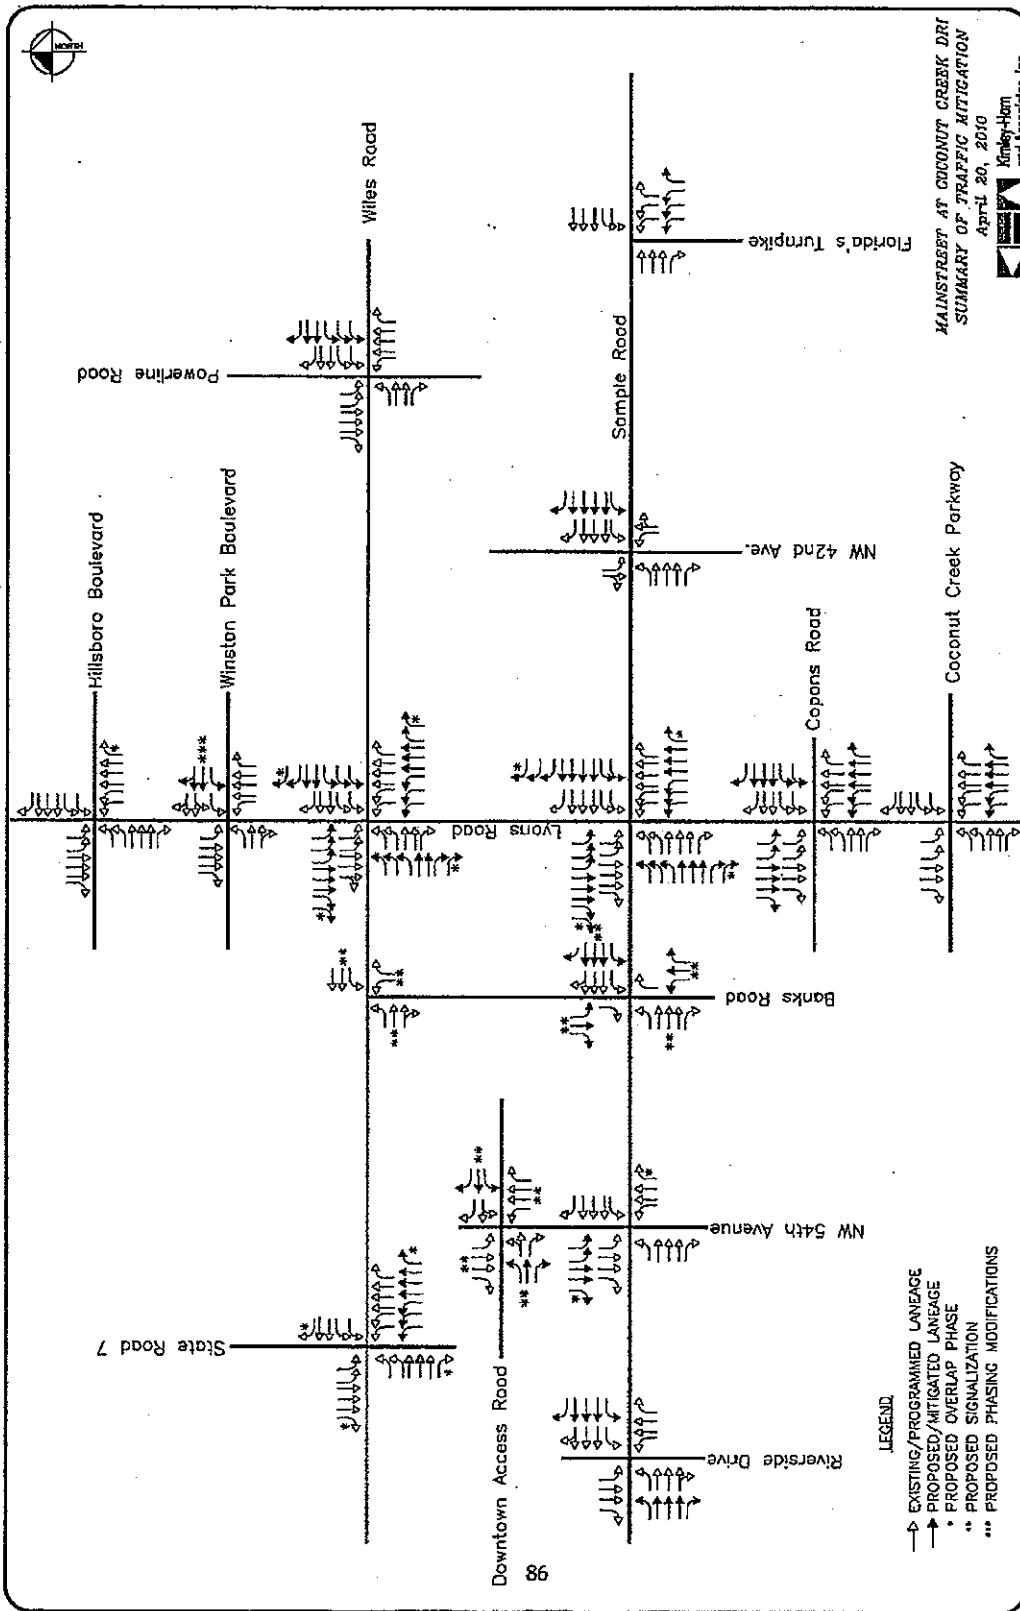 NORTH
Hillsboro Boulevard
Winston Park Boulevard
Wiles Road
Powerline Road
Lyons Road
State Road 7
Downtown Access Road
Banks Road
Sample Road
NW 42nd Ave.
Florida's Turnpike
NW 54th Avenue
Riverside Drive
Copans Road
Coconut Creek Parkway
LEGEND
EXISTING/PROGRAMMED LANEAGE
PROPOSED/MITIGATED LANEAGE
* PROPOSED OVERLAP PHASE
** PROPOSED SIGNALIZATION
*** PROPOSED PHASING MODIFICATIONS
MAINSTREET AT COCONUT CREEK DRI
SUMMARY OF TRAFFIC MITIGATION
April 20, 2010
Kimley-Horn
98